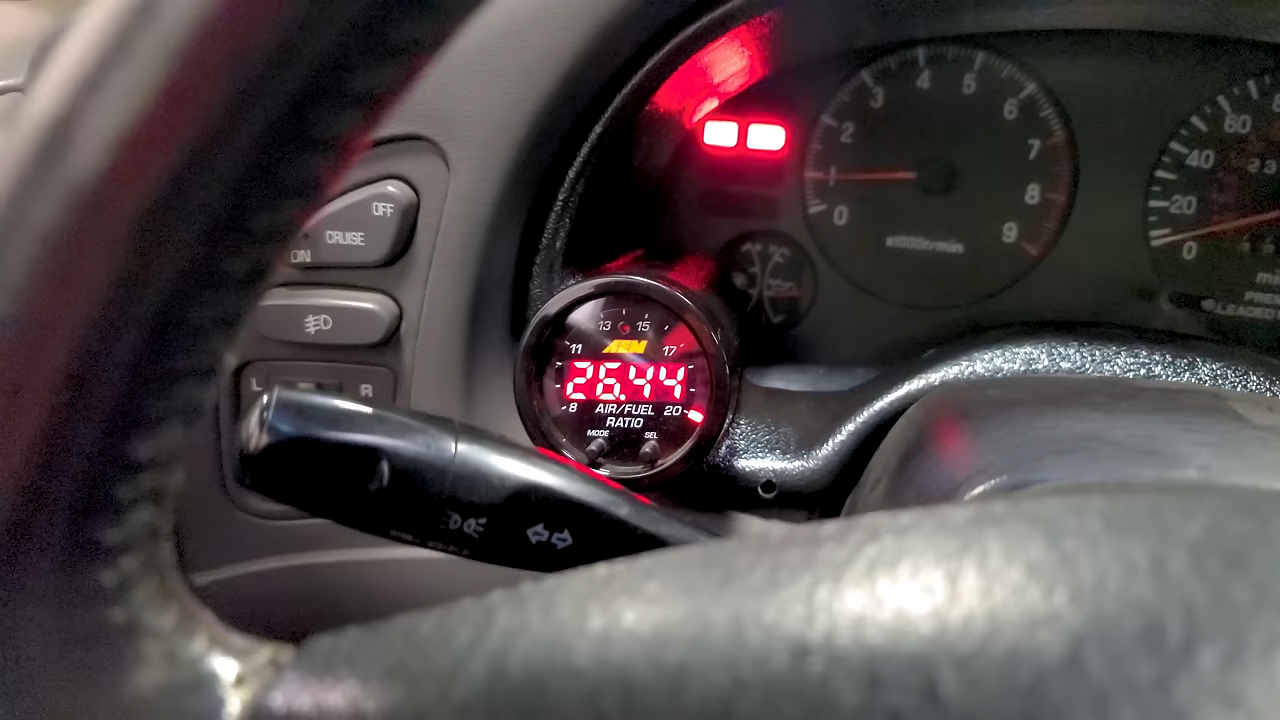 OFF
CRUISE
ON
L R
13 15
11 17
AEM
26.44
8 AIR/FUEL 20
RATIO
MODE SEL
0 1 2 3 4 5 6 7 8 9
x1000r/min
0 20 40 60